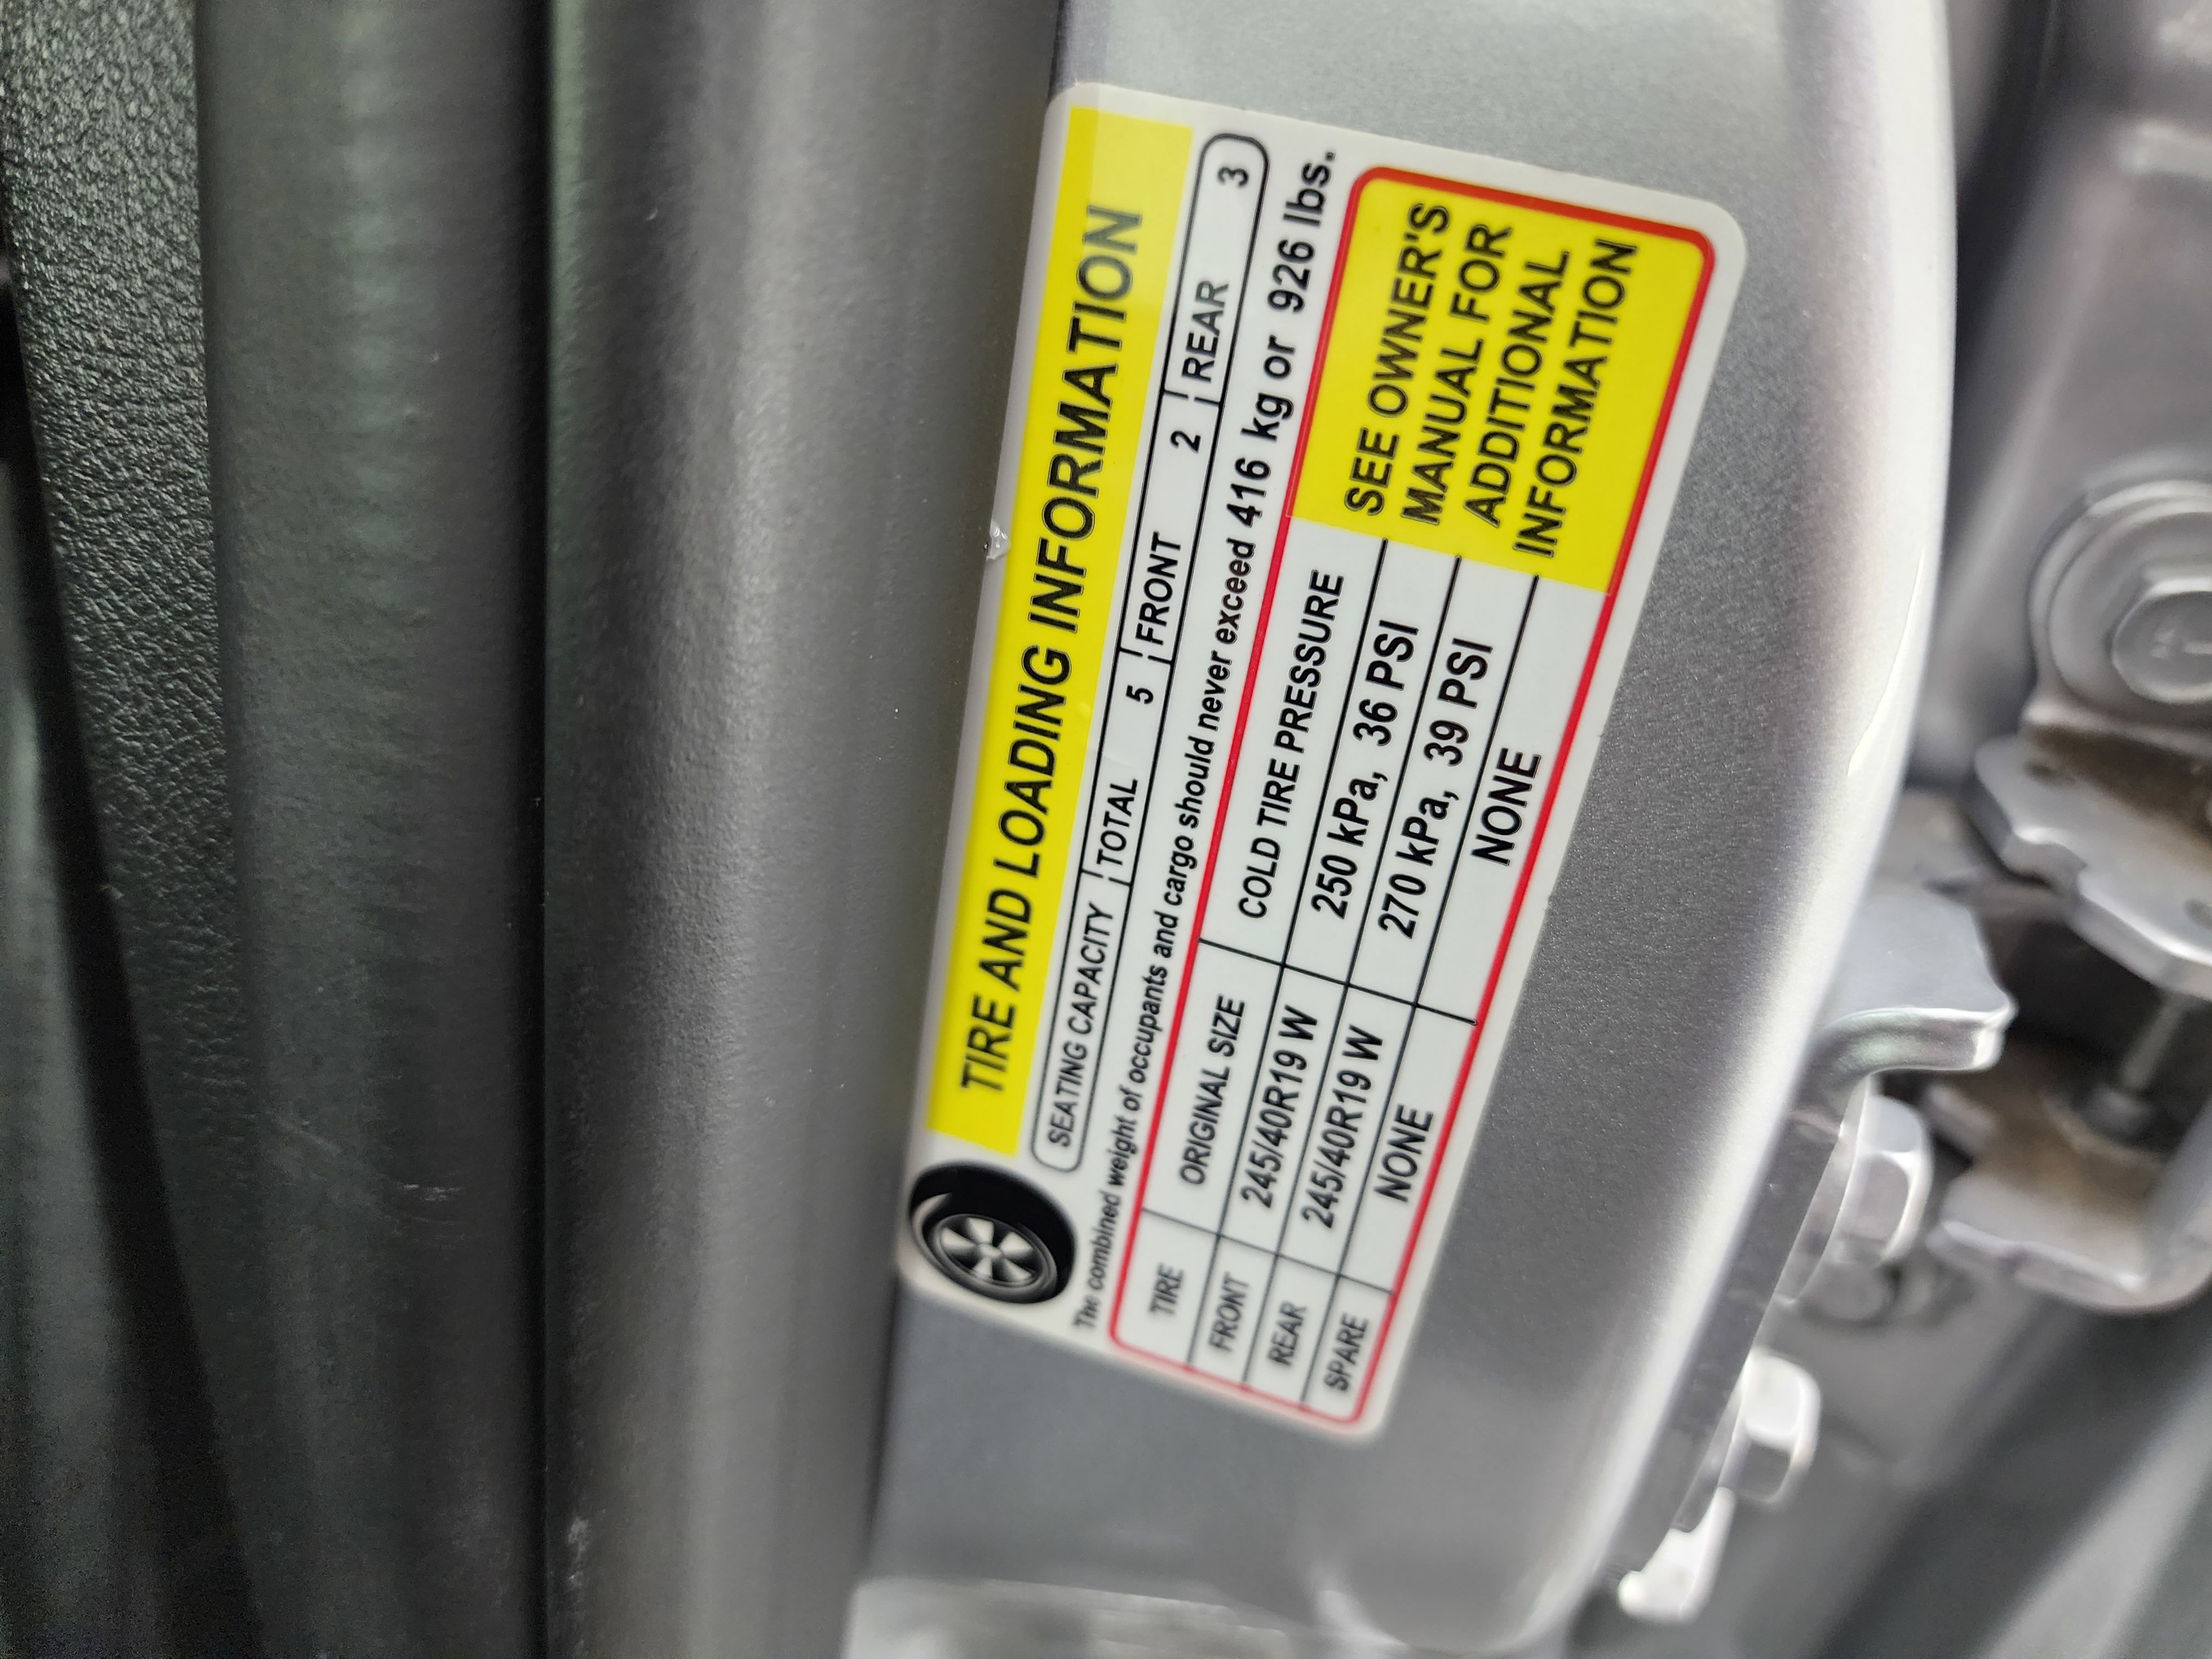 TIRE AND LOADING INFORMATION
SEATING CAPACITY TOTAL 5 FRONT 2 REAR 3
The combined weight of occupants and cargo should never exceed 416 kg or 926 lbs.
TIRE ORIGINAL SIZE COLD TIRE PRESSURE
FRONT 245/40R19 W 250 kPa, 36 PSI
REAR 245/40R19 W 270 kPa, 39 PSI
SPARE NONE NONE
SEE OWNER'S
MANUAL FOR
ADDITIONAL
INFORMATION